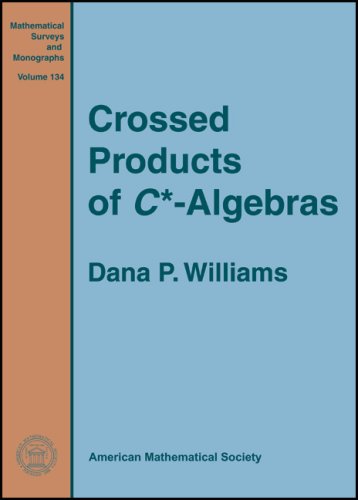 Mathematical
Surveys
and
Monographs
Volume 134
Crossed
Products
of C*-Algebras
Dana P. Williams
American Mathematical Society